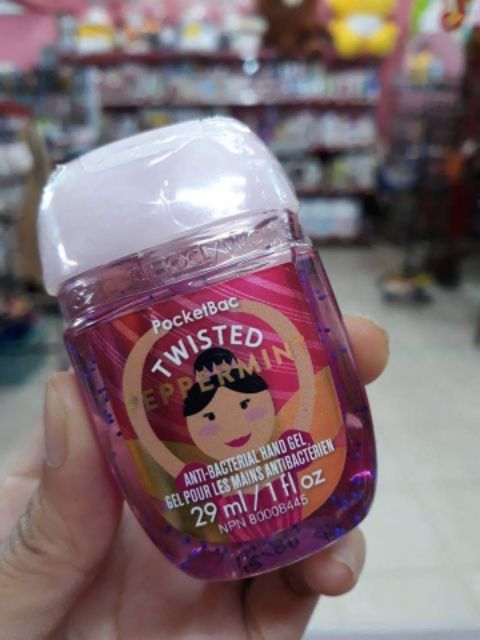 PocketBac
TWISTED
PEPPERMINT
ANTI-BACTERIAL HAND GEL
GEL POUR LES MAINS ANTIBACTÉRIEN
29 ml / 1 fl oz
NPN 80008445